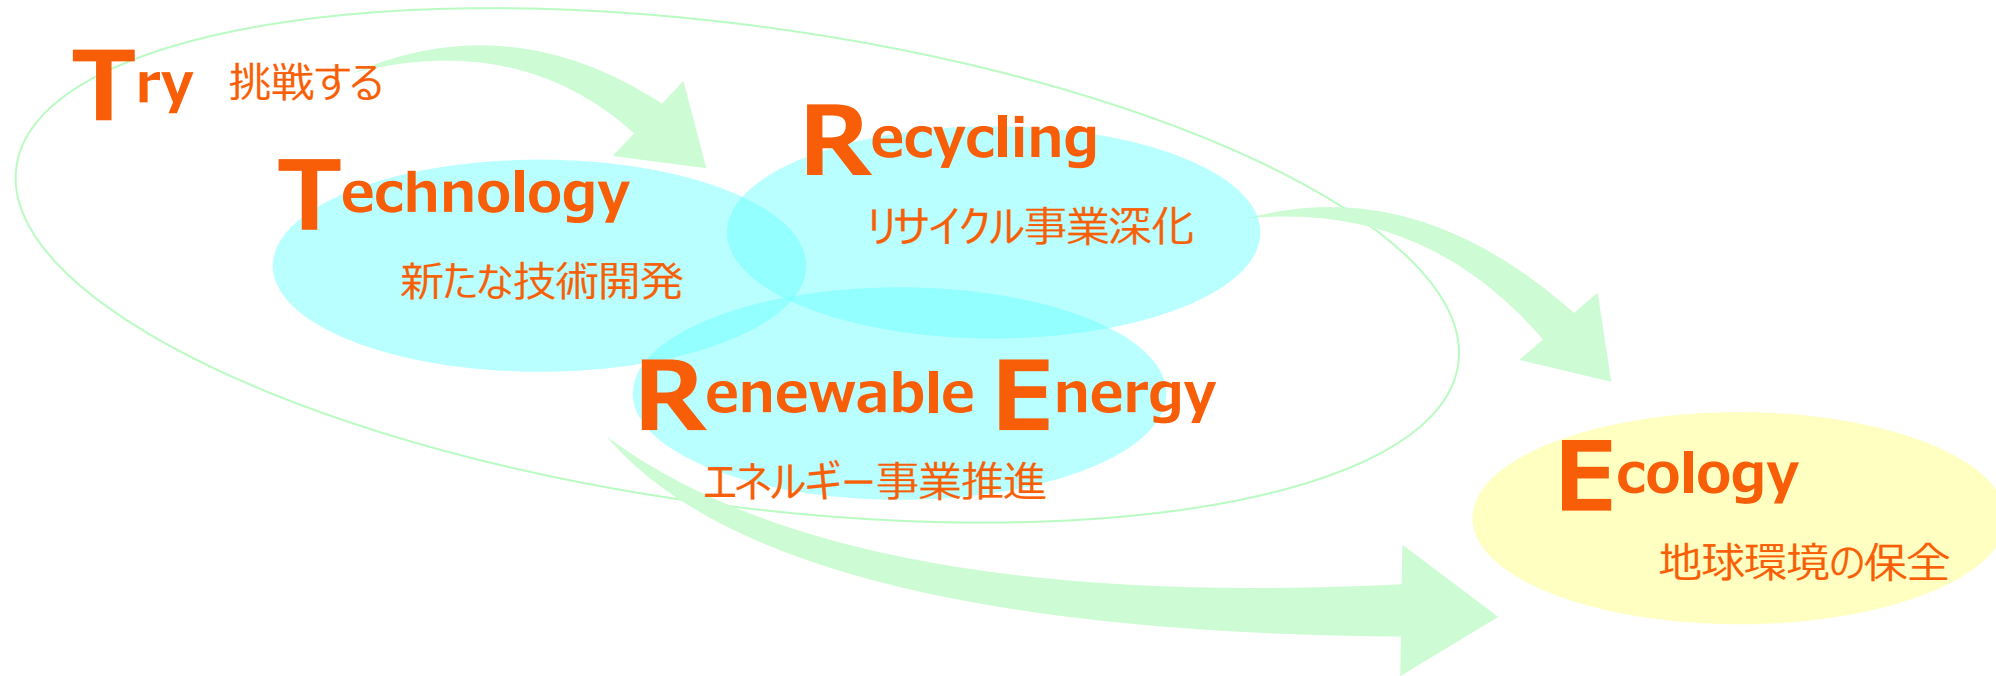 Try 挑戦する
Recycling
リサイクル事業深化
Technology
新たな技術開発
Renewable Energy
エネルギー事業推進
Ecology
地球環境の保全